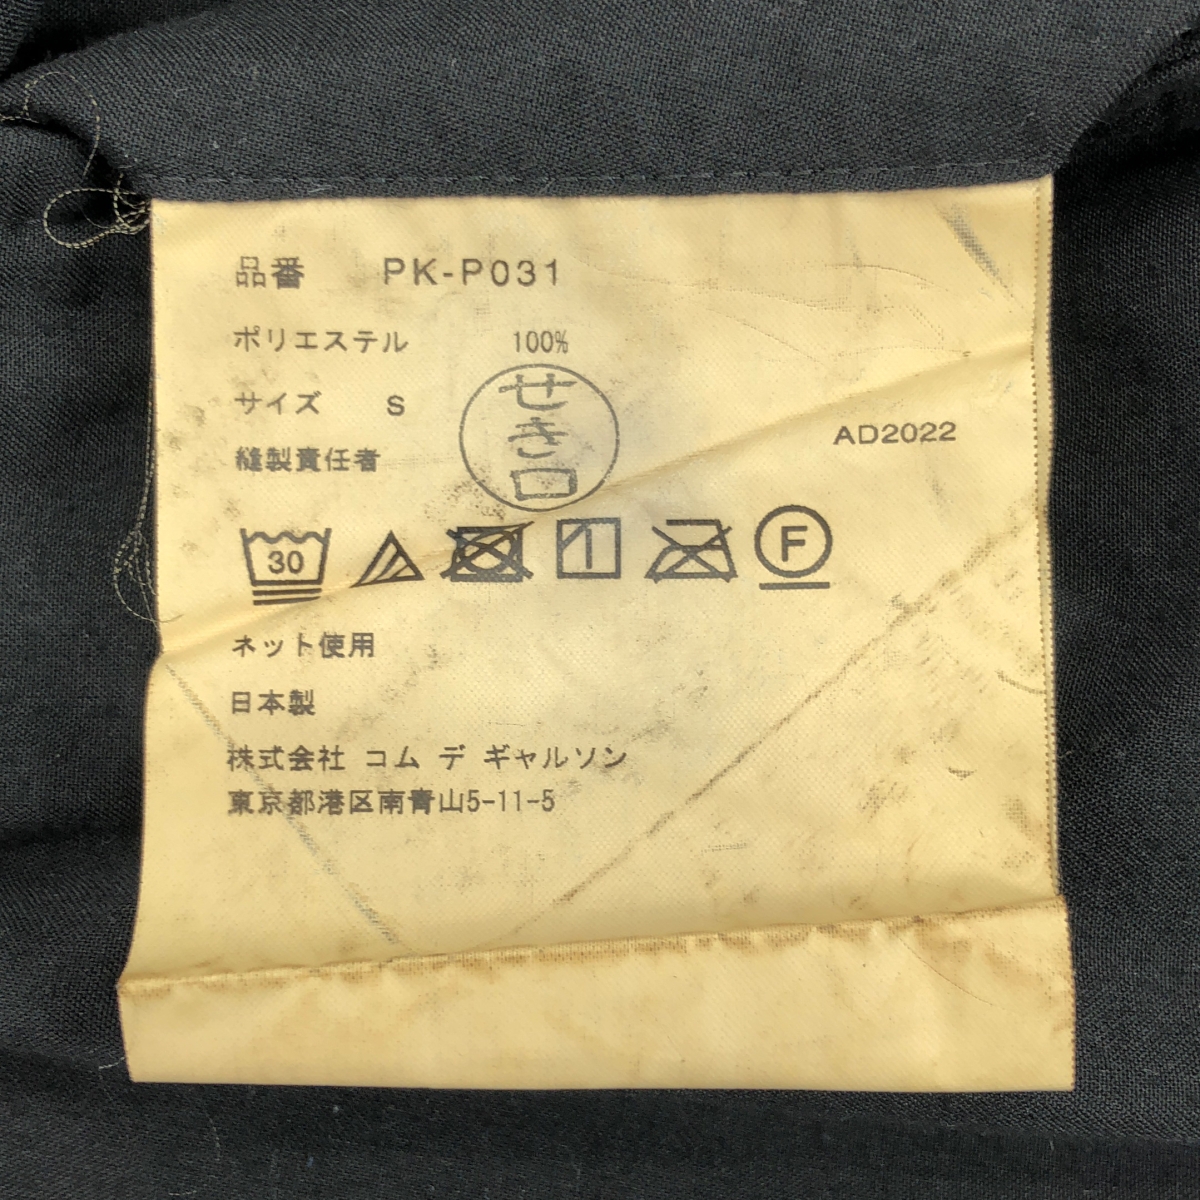 品番 PK-P031
ポリエステル 100%
サイズ S
縫製責任者 せき口
AD2022
30 F
ネット使用
日本製
株式会社 コム デ ギャルソン
東京都港区南青山5-11-5